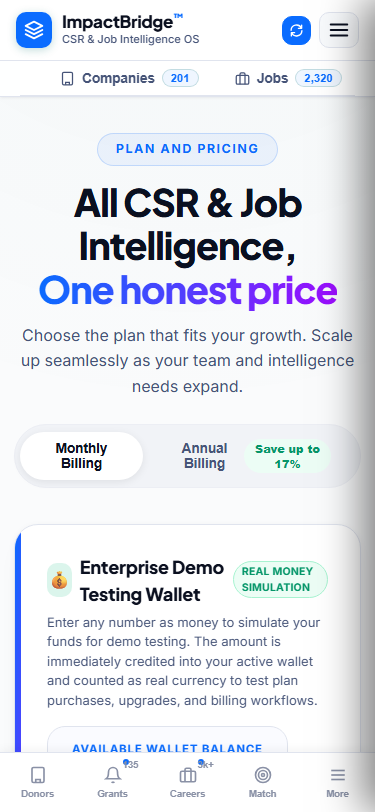 ImpactBridge™
CSR & Job Intelligence OS
Companies 201 Jobs 2,320
PLAN AND PRICING
All CSR & Job
Intelligence,
One honest price
Choose the plan that fits your growth. Scale
up seamlessly as your team and intelligence
needs expand.
Monthly
Billing
Annual
Billing
Save up to
17%
Enterprise Demo
Testing Wallet
REAL MONEY
SIMULATION
Enter any number as money to simulate your
funds for demo testing. The amount is
immediately credited into your active wallet
and counted as real currency to test plan
purchases, upgrades, and billing workflows.
AVAILABLE WALLET BALANCE
Donors Grants Careers Match More